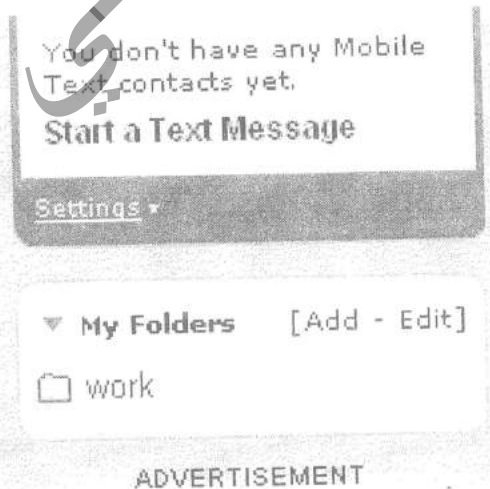 You don't have any Mobile
Text contacts yet.
Start a Text Message
Settings
My Folders [Add - Edit]
work
ADVERTISEMENT